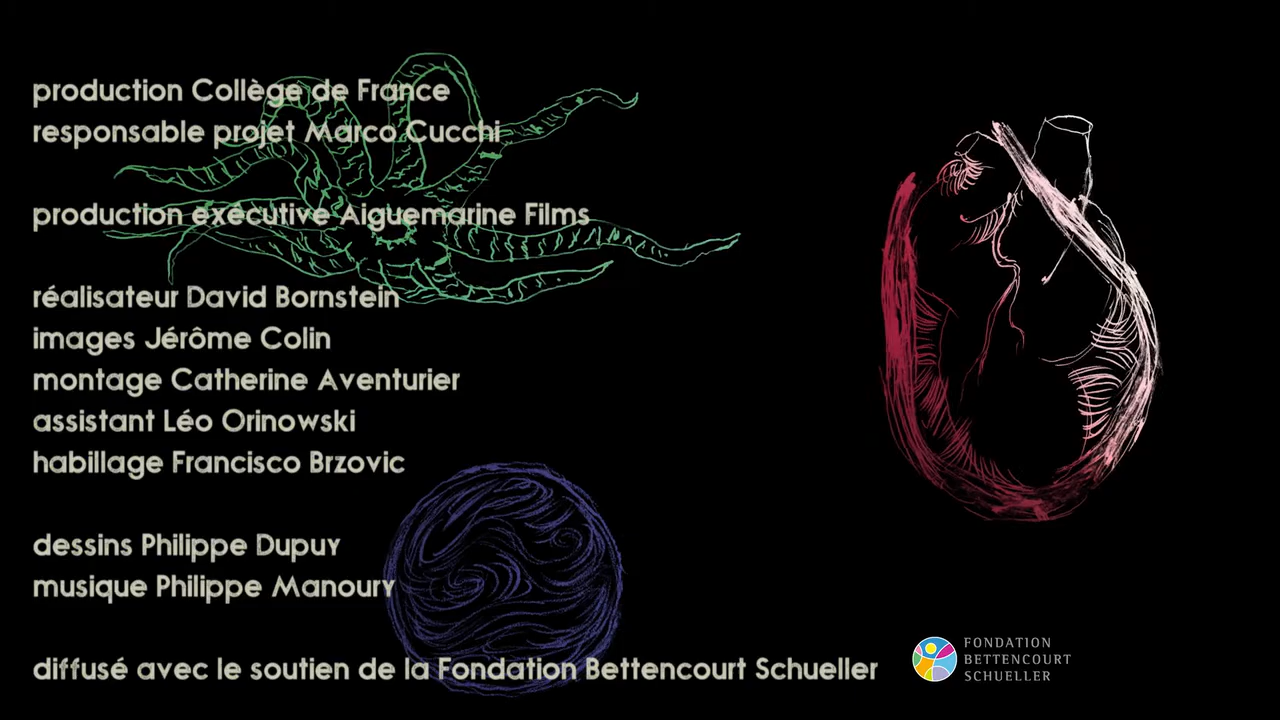 production Collège de France
responsable projet Marco Cucchi
production exécutive Aiguemarine Films
réalisateur David Bornstein
images Jérôme Colin
montage Catherine Aventurier
assistant Léo Orinowski
habillage Francisco Brzovic
dessins Philippe Dupuy
musique Philippe Manoury
diffusé avec le soutien de la Fondation Bettencourt Schueller
FONDATION
BETTENCOURT
SCHUELLER